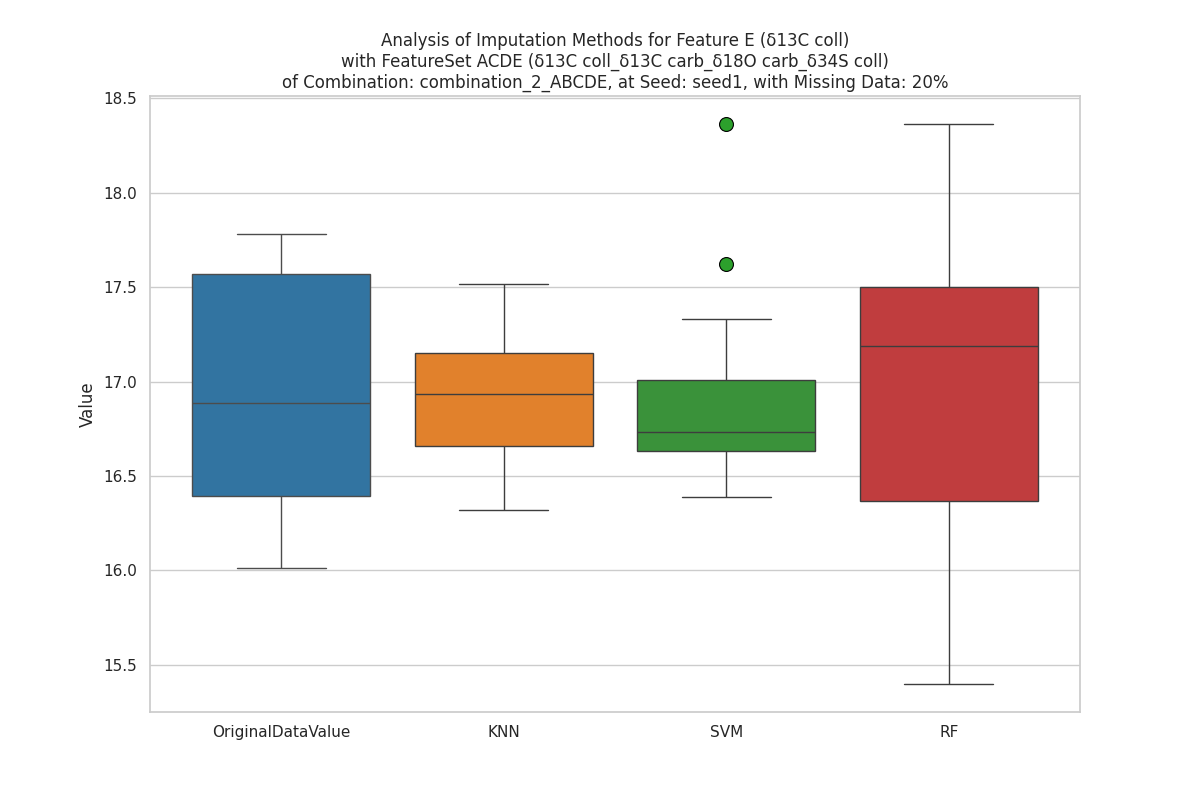 Analysis of Imputation Methods for Feature E (δ13C coll)
with FeatureSet ACDE (δ13C coll_δ13C carb_δ18O carb_δ34S coll)
of Combination: combination_2_ABCDE, at Seed: seed1, with Missing Data: 20%
18.5
18.0
17.5
17.0
16.5
16.0
15.5
Value
OriginalDataValue
KNN
SVM
RF